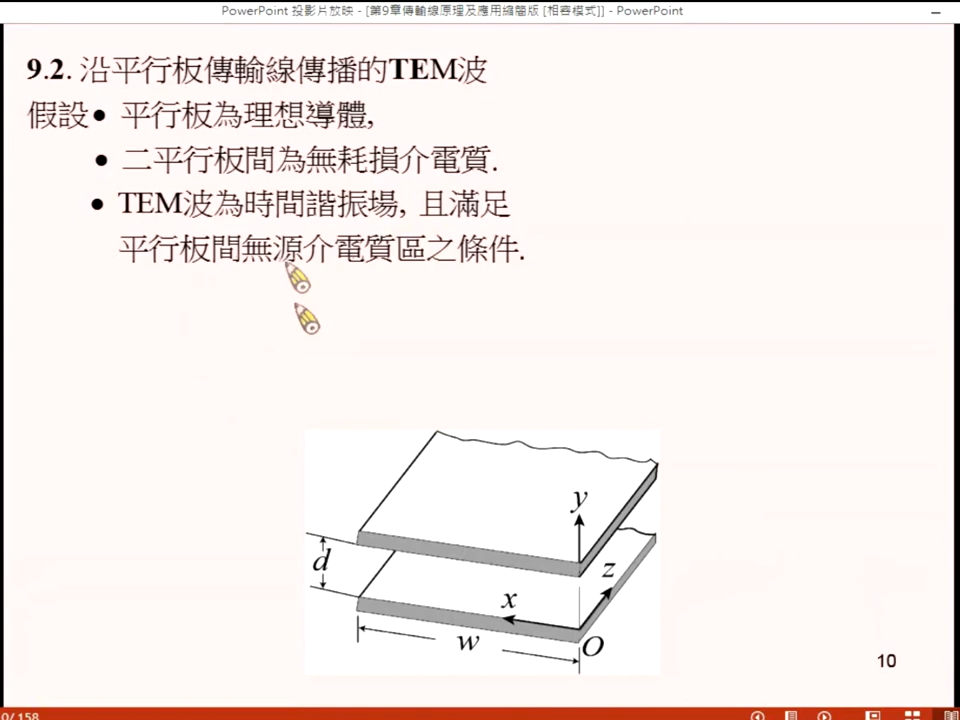 PowerPoint 投影片放映 - [第9章傳輸線原理及應用縮簡版 [相容模式]] - PowerPoint
9.2. 沿平行板傳輸線傳播的TEM波
假設● 平行板為理想導體,
● 二平行板間為無耗損介電質.
● TEM波為時間諧振場, 且滿足
平行板間無源介電質區之條件.
y
d
z
x
w
O
10
0/ 158